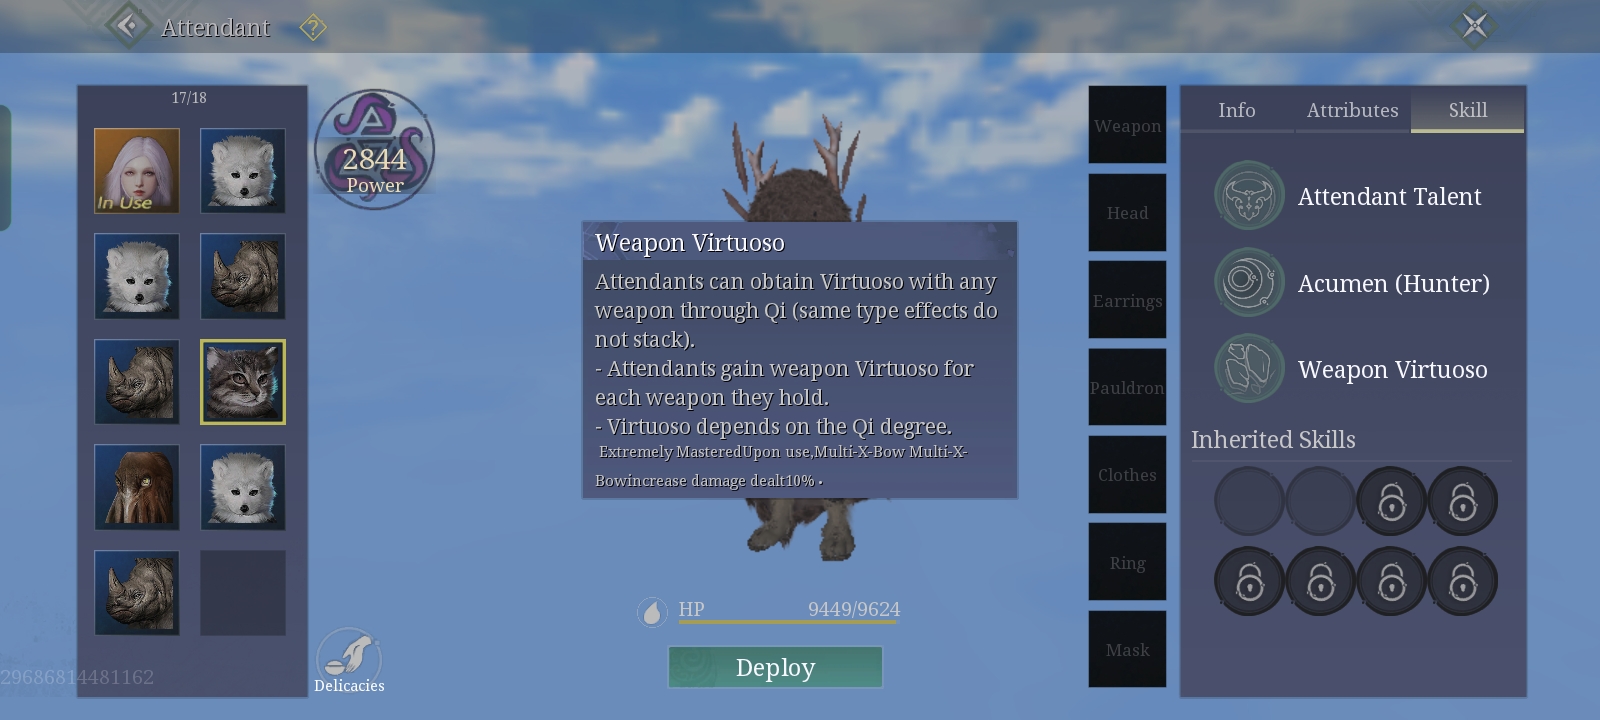 Attendant ?
17/18
In Use
2844
Power
Weapon Virtuoso
Attendants can obtain Virtuoso with any
weapon through Qi (same type effects do
not stack).
- Attendants gain weapon Virtuoso for
each weapon they hold.
- Virtuoso depends on the Qi degree.
Extremely MasteredUpon use,Multi-X-Bow Multi-X-
Bowincrease damage dealt10% •
HP 9449/9624
Deploy
Delicacies
29686814481162
Weapon
Head
Earrings
Pauldron
Clothes
Ring
Mask
Info Attributes Skill
Attendant Talent
Acumen (Hunter)
Weapon Virtuoso
Inherited Skills